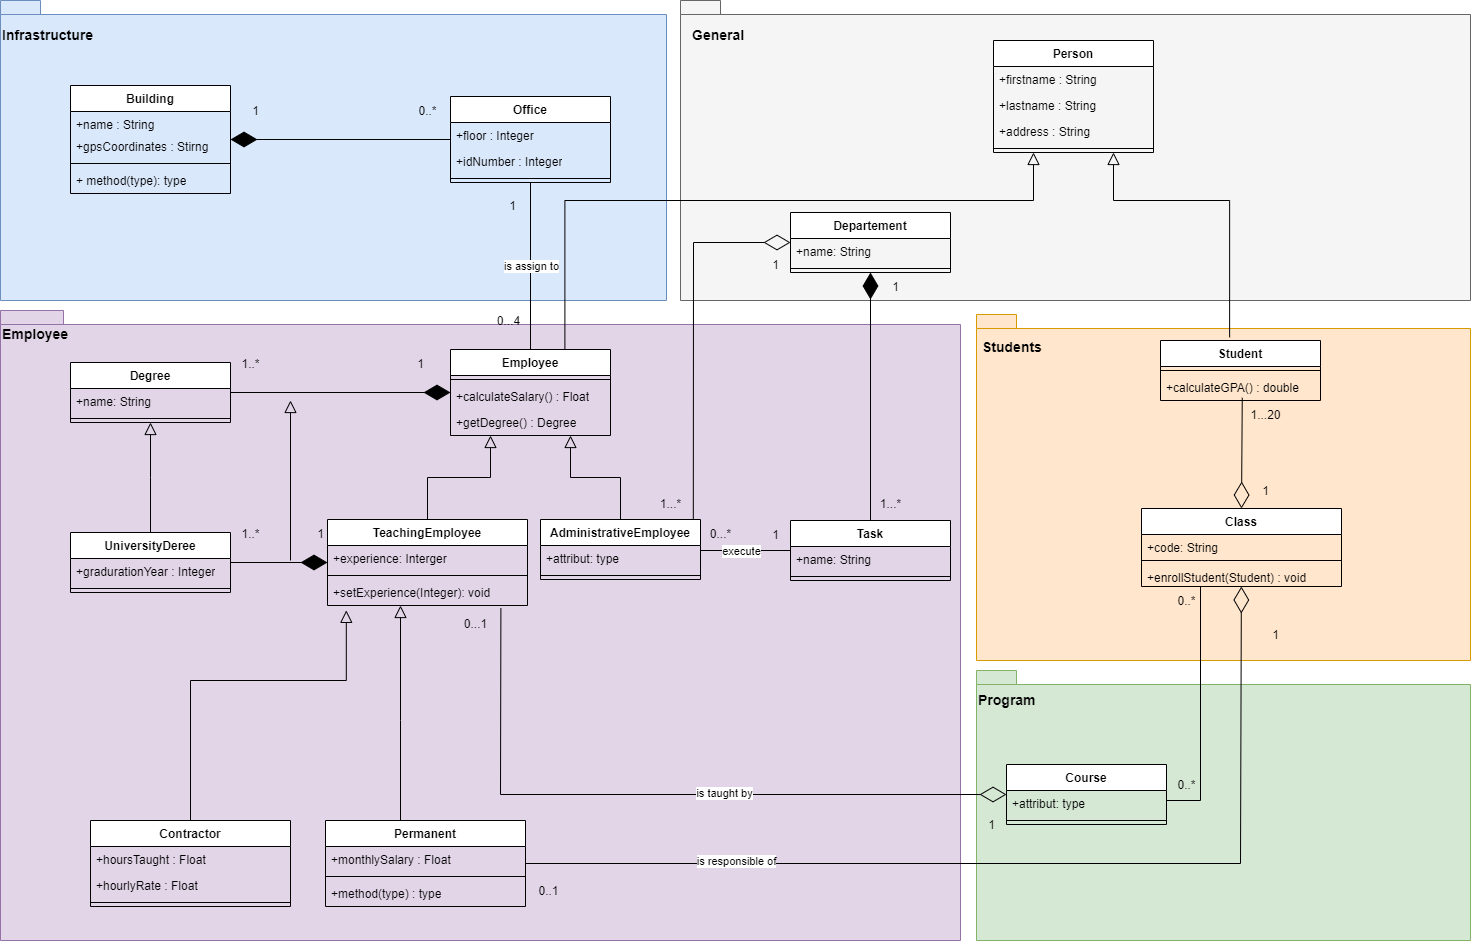 Infrastructure
Building
+name : String
+gpsCoordinates : Stirng
+ method(type): type
1
0..*
Office
+floor : Integer
+idNumber : Integer
1
is assign to
0...4
General
Person
+firstname : String
+lastname : String
+address : String
Departement
+name: String
1
1
Employee
Degree
+name: String
1..*
1
Employee
+calculateSalary() : Float
+getDegree() : Degree
UniversityDeree
+gradurationYear : Integer
1..*
1
TeachingEmployee
+experience: Interger
+setExperience(Integer): void
0...1
1...*
AdministrativeEmployee
+attribut: type
0...*
execute
1
1...*
Task
+name: String
Contractor
+hoursTaught : Float
+hourlyRate : Float
Permanent
+monthlySalary : Float
+method(type) : type
0..1
is taught by
is responsible of
Students
Student
+calculateGPA() : double
1...20
1
Class
+code: String
+enrollStudent(Student) : void
0..*
1
Program
Course
+attribut: type
0..*
1